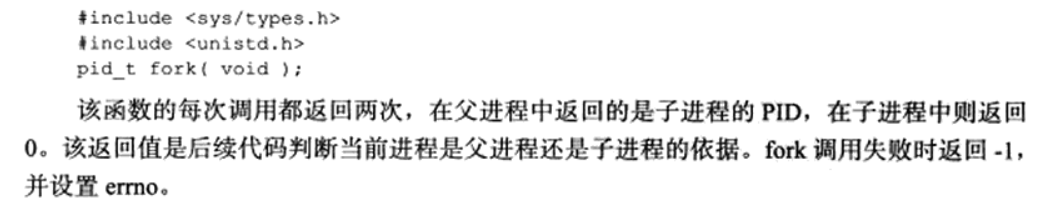 #include <sys/types.h>
#include <unistd.h>
pid_t fork( void );
该函数的每次调用都返回两次，在父进程中返回的是子进程的 PID，在子进程中则返回
0。该返回值是后续代码判断当前进程是父进程还是子进程的依据。fork 调用失败时返回 -1，
并设置 errno。